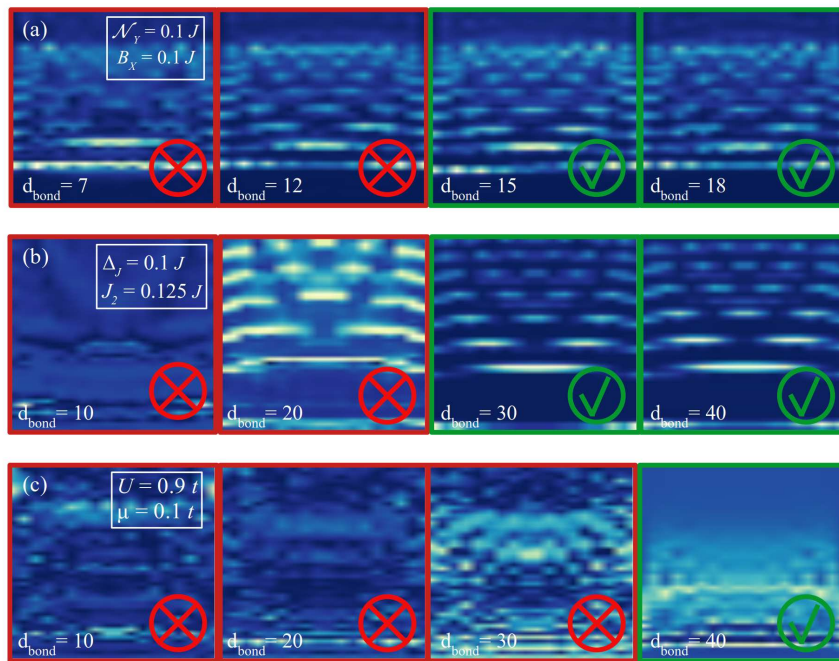 (a)
𝒩_Y = 0.1 J
B_X = 0.1 J
d_bond = 7
d_bond = 12
d_bond = 15
d_bond = 18
(b)
Δ_J = 0.1 J
J_2 = 0.125 J
d_bond = 10
d_bond = 20
d_bond = 30
d_bond = 40
(c)
U = 0.9 t
μ = 0.1 t
d_bond = 10
d_bond = 20
d_bond = 30
d_bond = 40